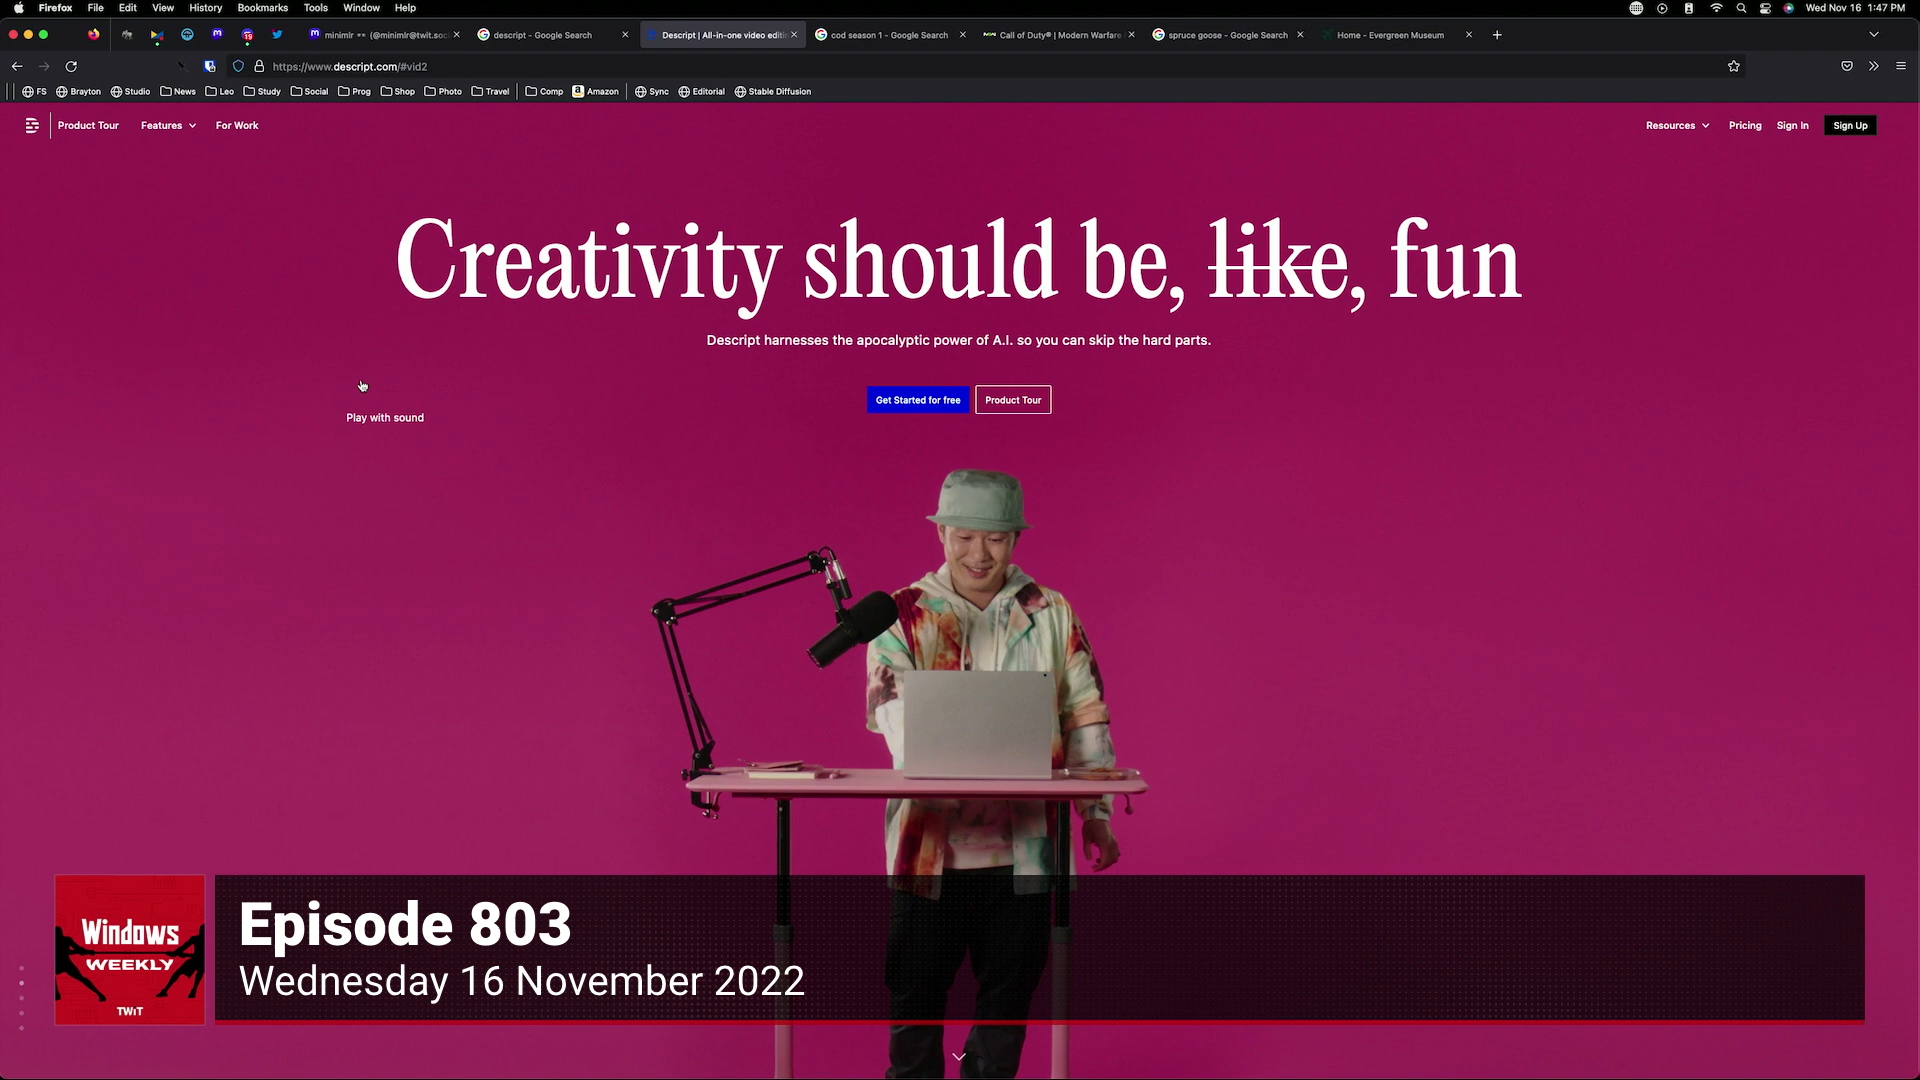 Firefox File Edit View History Bookmarks Tools Window Help Wed Nov 16 1:47 PM
minimlr (@minimlr@twit.soc descript - Google Search Descript | All-in-one video editi cod season 1 - Google Search Call of Duty® | Modern Warfare spruce goose - Google Search Home - Evergreen Museum
https://www.descript.com/#vid2
FS Brayton Studio News Leo Study Social Prog Shop Photo Travel Comp Amazon Sync Editorial Stable Diffusion
Product Tour Features For Work Resources Pricing Sign In Sign Up
Creativity should be, like, fun
Descript harnesses the apocalyptic power of A.I. so you can skip the hard parts.
Get Started for free Product Tour
Play with sound
Windows
WEEKLY
TWiT
Episode 803
Wednesday 16 November 2022